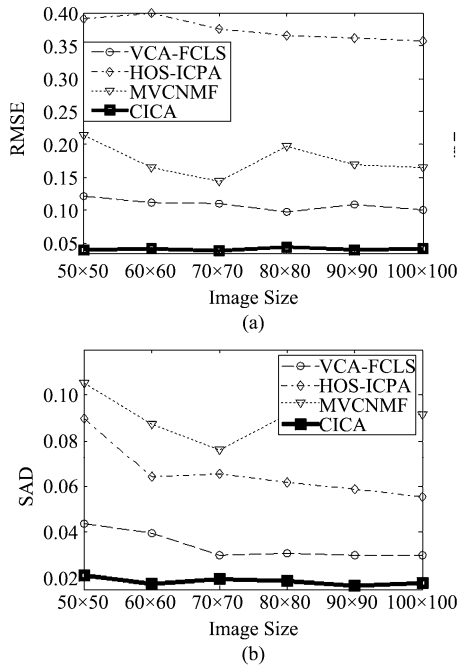 0.40
0.35
0.30
0.25
0.20
0.15
0.10
0.05
RMSE
VCA-FCLS
HOS-ICPA
MVCNMF
CICA
50×50 60×60 70×70 80×80 90×90 100×100
Image Size
(a)
0.10
0.08
0.06
0.04
0.02
SAD
VCA-FCLS
HOS-ICPA
MVCNMF
CICA
50×50 60×60 70×70 80×80 90×90 100×100
Image Size
(b)